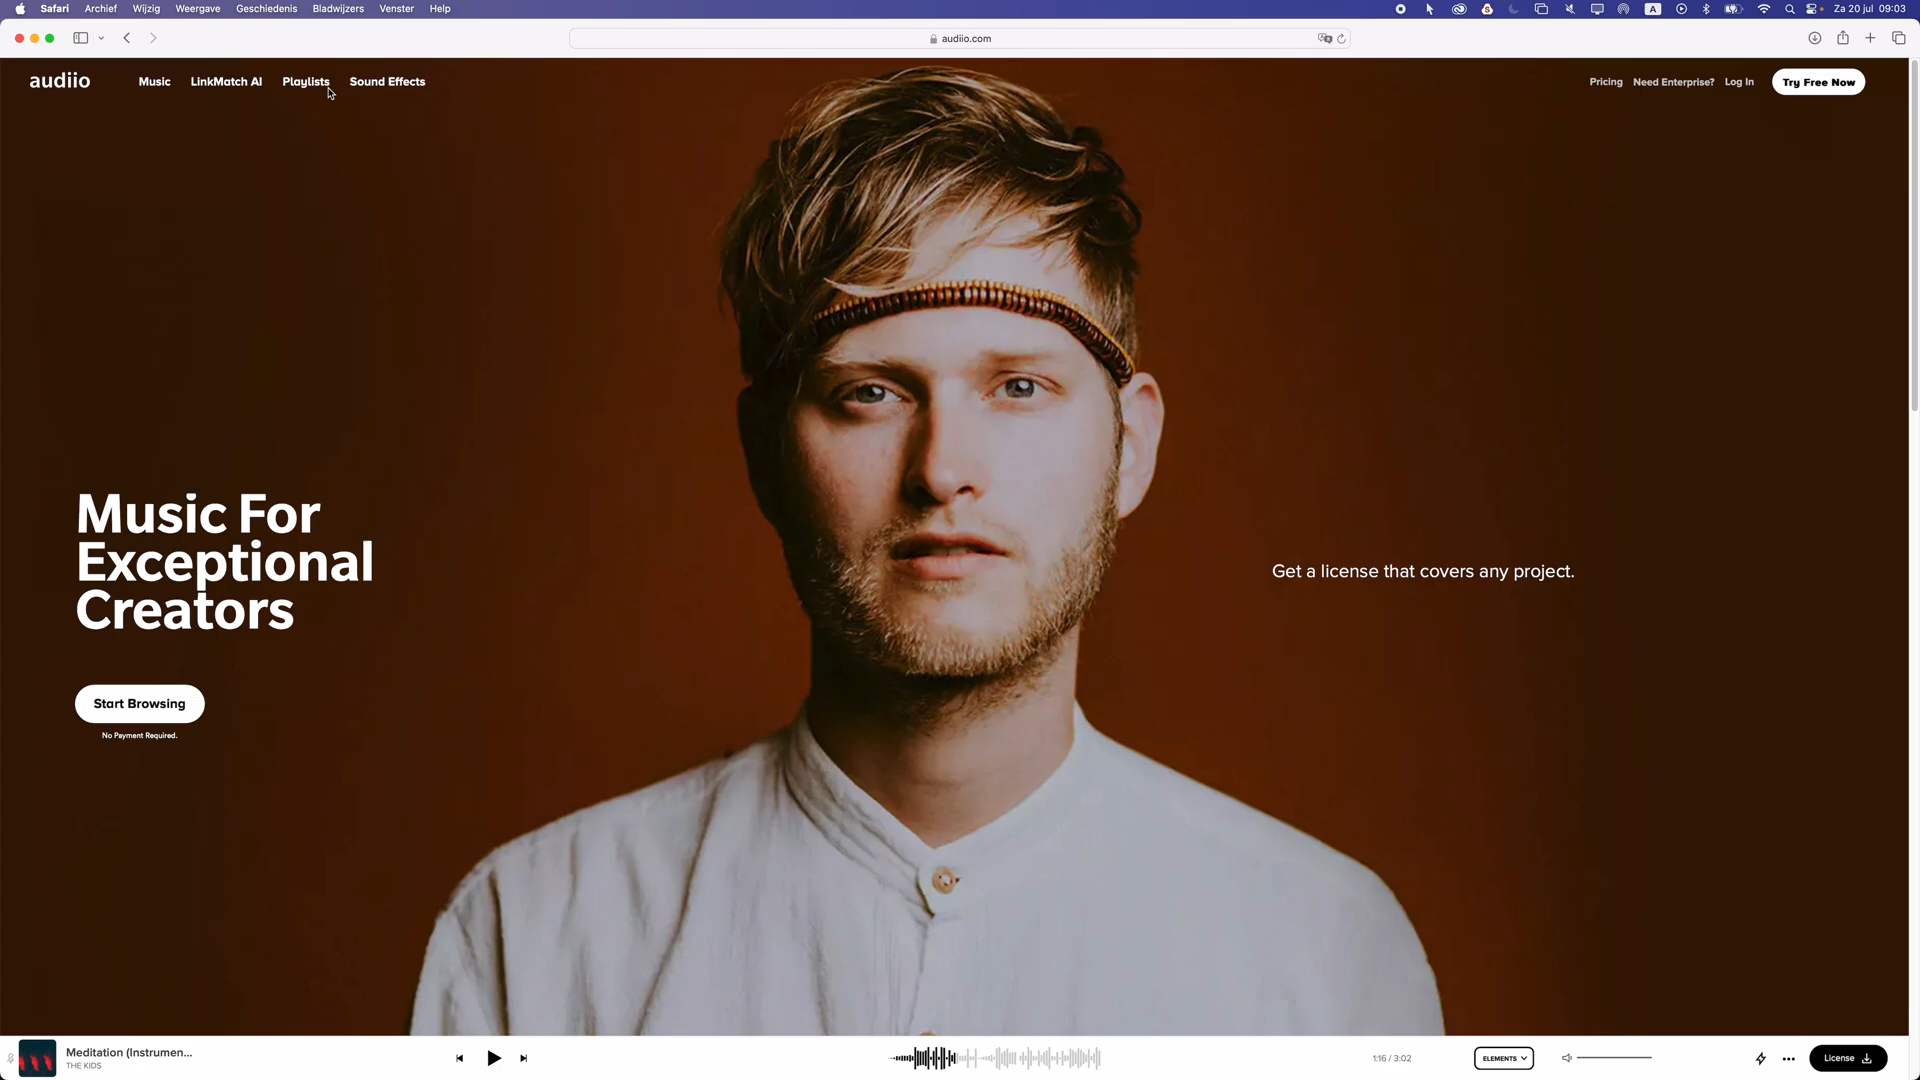 Safari Archief Wijzig Weergave Geschiedenis Bladwijzers Venster Help
A
Za 20 jul 09:03
audiio.com
audiio Music LinkMatch AI Playlists Sound Effects
Pricing Need Enterprise? Log In Try Free Now
Music For
Exceptional
Creators
Get a license that covers any project.
Start Browsing
No Payment Required.
Meditation (Instrumen...
THE KIDS
1:16 / 3:02
ELEMENTS
License